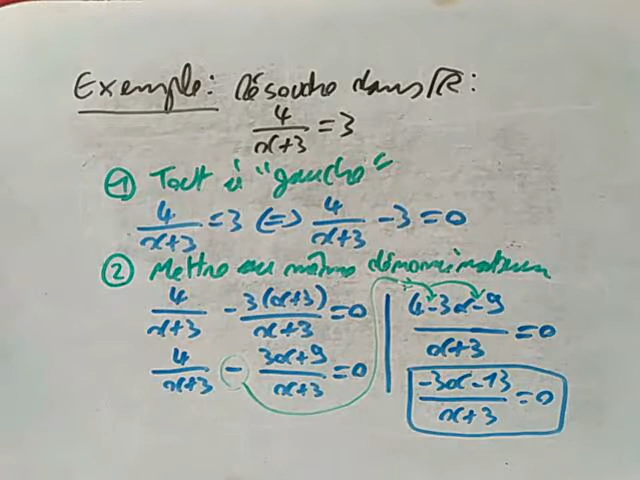 Exemple: Résoudre dans ℝ:
4/(x+3) = 3
① Tout à "gauche"
4/(x+3) = 3 (=) 4/(x+3) - 3 = 0
② Mettre au même dénominateur
4/(x+3) - 3(x+3)/(x+3) = 0
4/(x+3) - (3x+9)/(x+3) = 0
(4-3x-9)/(x+3) = 0
(-3x-13)/(x+3) = 0